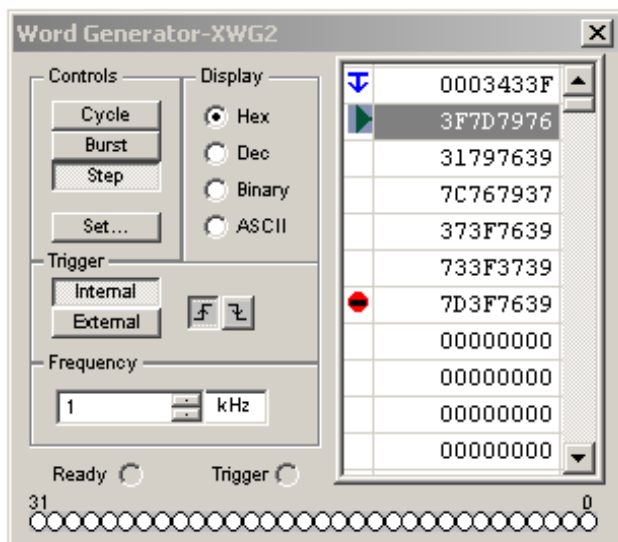 Word Generator-XWG2
Controls
Cycle
Burst
Step
Set...
Display
Hex
Dec
Binary
ASCII
Trigger
Internal
External
Frequency
1 kHz
Ready
Trigger
0003433F
3F7D7976
31797639
7C767937
373F7639
733F3739
7D3F7639
00000000
00000000
00000000
00000000
31 0